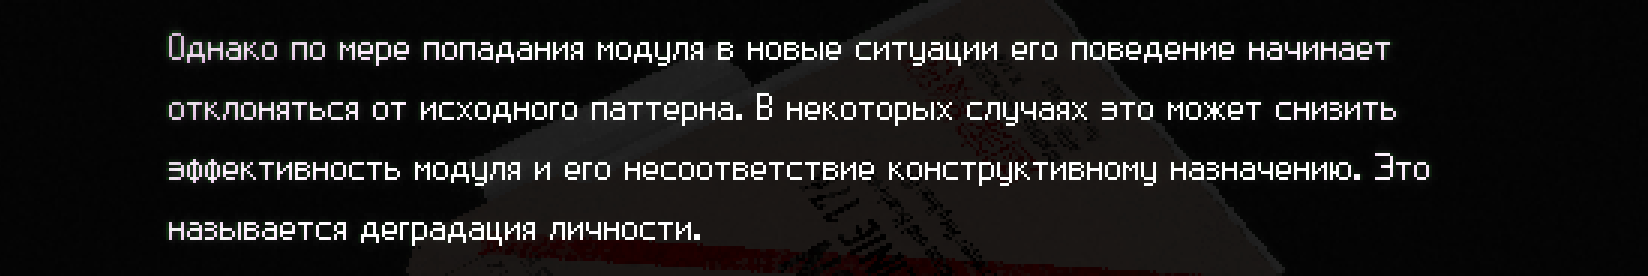 Однако по мере попадания модуля в новые ситуации его поведение начинает
отклоняться от исходного паттерна. В некоторых случаях это может снизить
эффективность модуля и его несоответствие конструктивному назначению. Это
называется деградация личности.